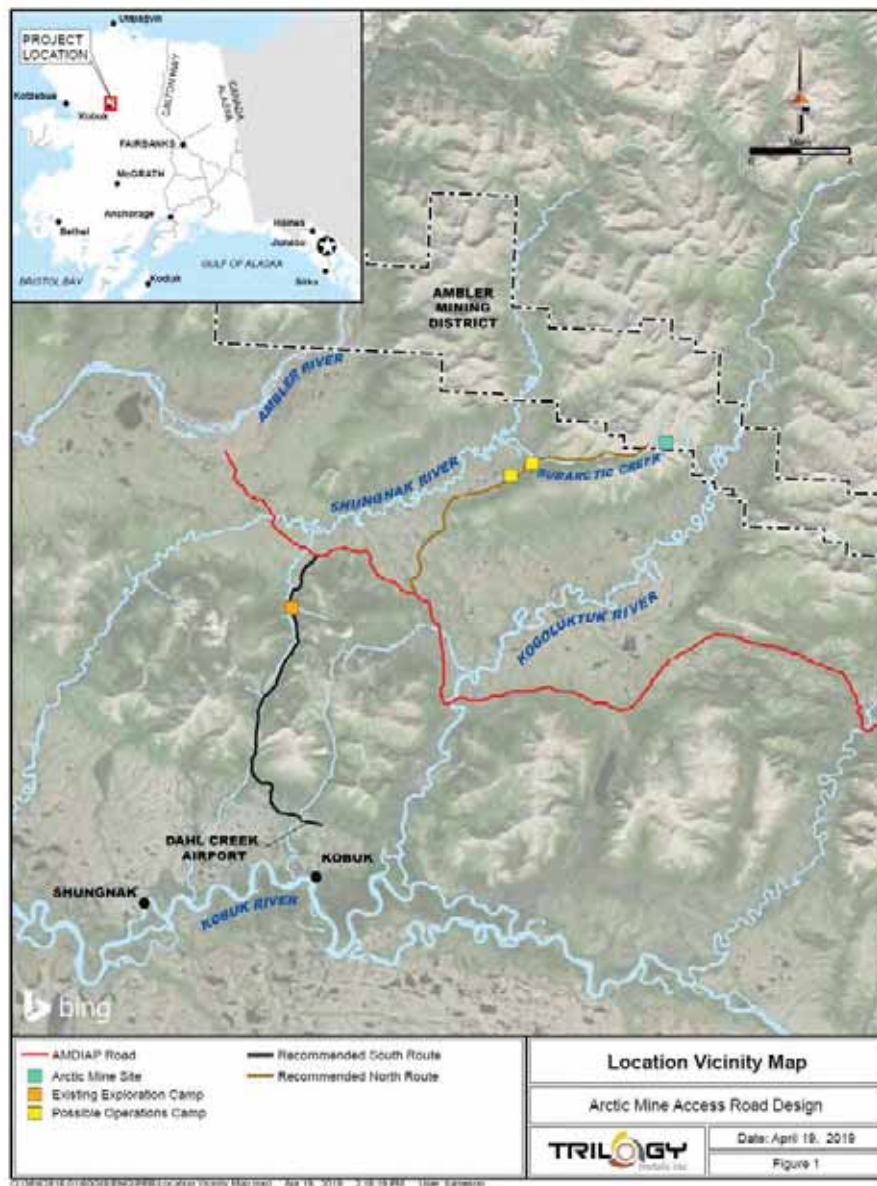 PROJECT
LOCATION
Kotzebue
Kobuk
DALTON HWY
CANADA
ALASKA
FAIRBANKS
McGRATH
Anchorage
Bethel
Haines
Juneau
GULF OF ALASKA
BRISTOL BAY
Kodiak
Sitka
AMBLER
MINING
DISTRICT
AMBLER RIVER
SHUNGNAK RIVER
SUBARCTIC CREEK
KOGOLUKTUK RIVER
DAHL CREEK
AIRPORT
KOBUK
SHUNGNAK
KOBUK RIVER
bing
AMDIAP Road
Arctic Mine Site
Existing Exploration Camp
Possible Operations Camp
Recommended South Route
Recommended North Route
Location Vicinity Map
Arctic Mine Access Road Design
TRILOGY
metals inc
Date: April 19, 2019
Figure 1